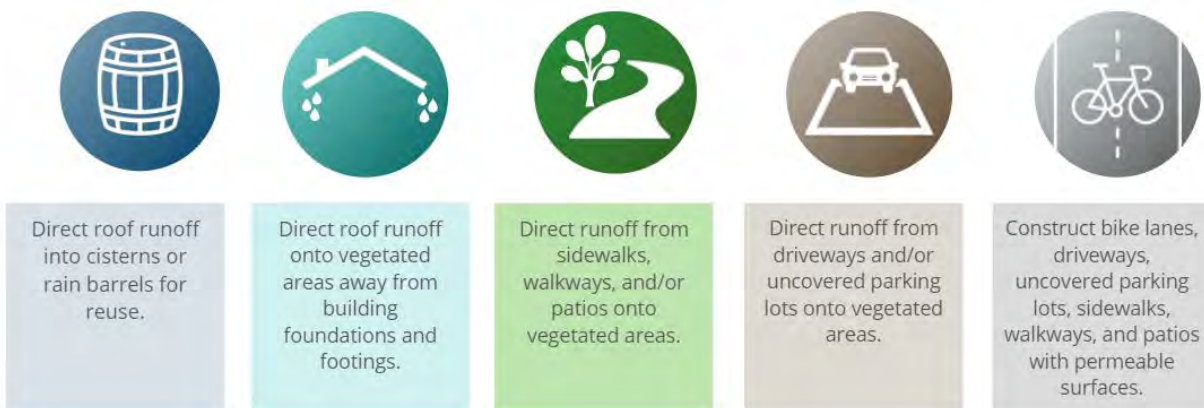 Direct roof runoff
into cisterns or
rain barrels for
reuse.
Direct roof runoff
onto vegetated
areas away from
building
foundations and
footings.
Direct runoff from
sidewalks,
walkways, and/or
patios onto
vegetated areas.
Direct runoff from
driveways and/or
uncovered parking
lots onto vegetated
areas.
Construct bike lanes,
driveways,
uncovered parking
lots, sidewalks,
walkways, and patios
with permeable
surfaces.